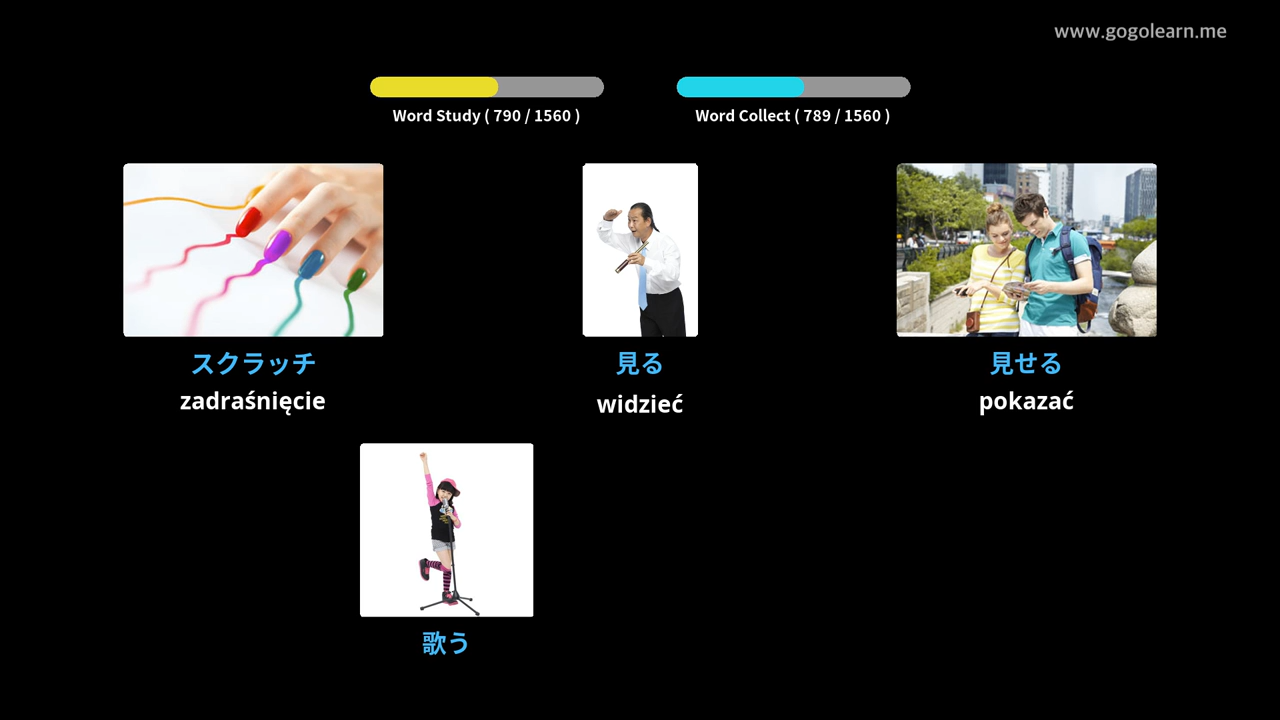 www.gogolearn.me
Word Study ( 790 / 1560 )
Word Collect ( 789 / 1560 )
スクラッチ
zadraśnięcie
見る
widzieć
見せる
pokazać
歌う